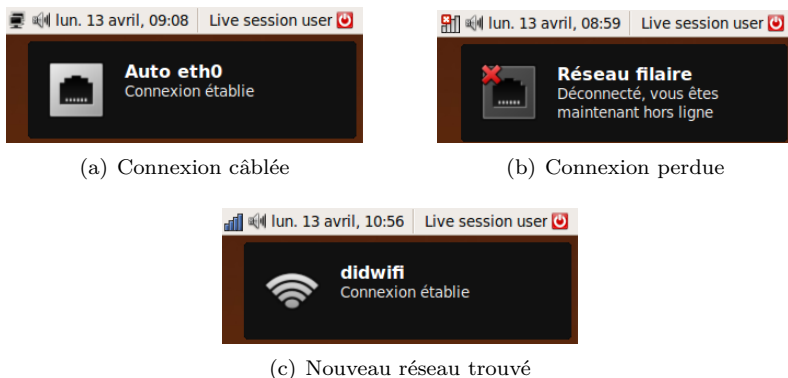 lun. 13 avril, 09:08 Live session user
Auto eth0
Connexion établie
(a) Connexion câblée
lun. 13 avril, 08:59 Live session user
Réseau filaire
Déconnecté, vous êtes
maintenant hors ligne
(b) Connexion perdue
lun. 13 avril, 10:56 Live session user
didwifi
Connexion établie
(c) Nouveau réseau trouvé